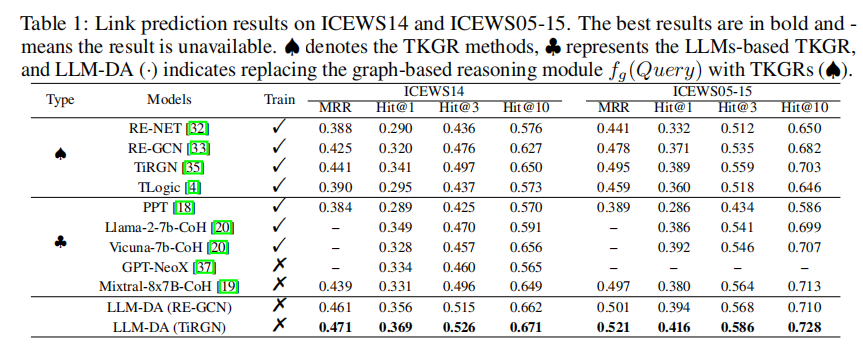 Table 1: Link prediction results on ICEWS14 and ICEWS05-15. The best results are in bold and -
means the result is unavailable. ♠ denotes the TKGR methods, ♣ represents the LLMs-based TKGR,
and LLM-DA (·) indicates replacing the graph-based reasoning module f_g(Query) with TKGRs (♠).
Type Models Train ICEWS14 ICEWS05-15
MRR Hit@1 Hit@3 Hit@10 MRR Hit@1 Hit@3 Hit@10
♠
RE-NET [32] ✓ 0.388 0.290 0.436 0.576 0.441 0.332 0.512 0.650
RE-GCN [33] ✓ 0.425 0.320 0.476 0.627 0.478 0.371 0.535 0.682
TiRGN [35] ✓ 0.441 0.341 0.497 0.650 0.495 0.389 0.559 0.703
TLogic [4] ✓ 0.390 0.295 0.437 0.573 0.459 0.360 0.518 0.646
♣
PPT [18] ✓ 0.384 0.289 0.425 0.570 0.389 0.286 0.434 0.586
Llama-2-7b-CoH [20] ✓ – 0.349 0.470 0.591 – 0.386 0.541 0.699
Vicuna-7b-CoH [20] ✓ – 0.328 0.457 0.656 – 0.392 0.546 0.707
GPT-NeoX [37] ✗ – 0.334 0.460 0.565 – – – –
Mixtral-8x7B-CoH [19] ✗ 0.439 0.331 0.496 0.649 0.497 0.380 0.564 0.713
LLM-DA (RE-GCN) ✗ 0.461 0.356 0.515 0.662 0.501 0.394 0.568 0.710
LLM-DA (TiRGN) ✗ 0.471 0.369 0.526 0.671 0.521 0.416 0.586 0.728